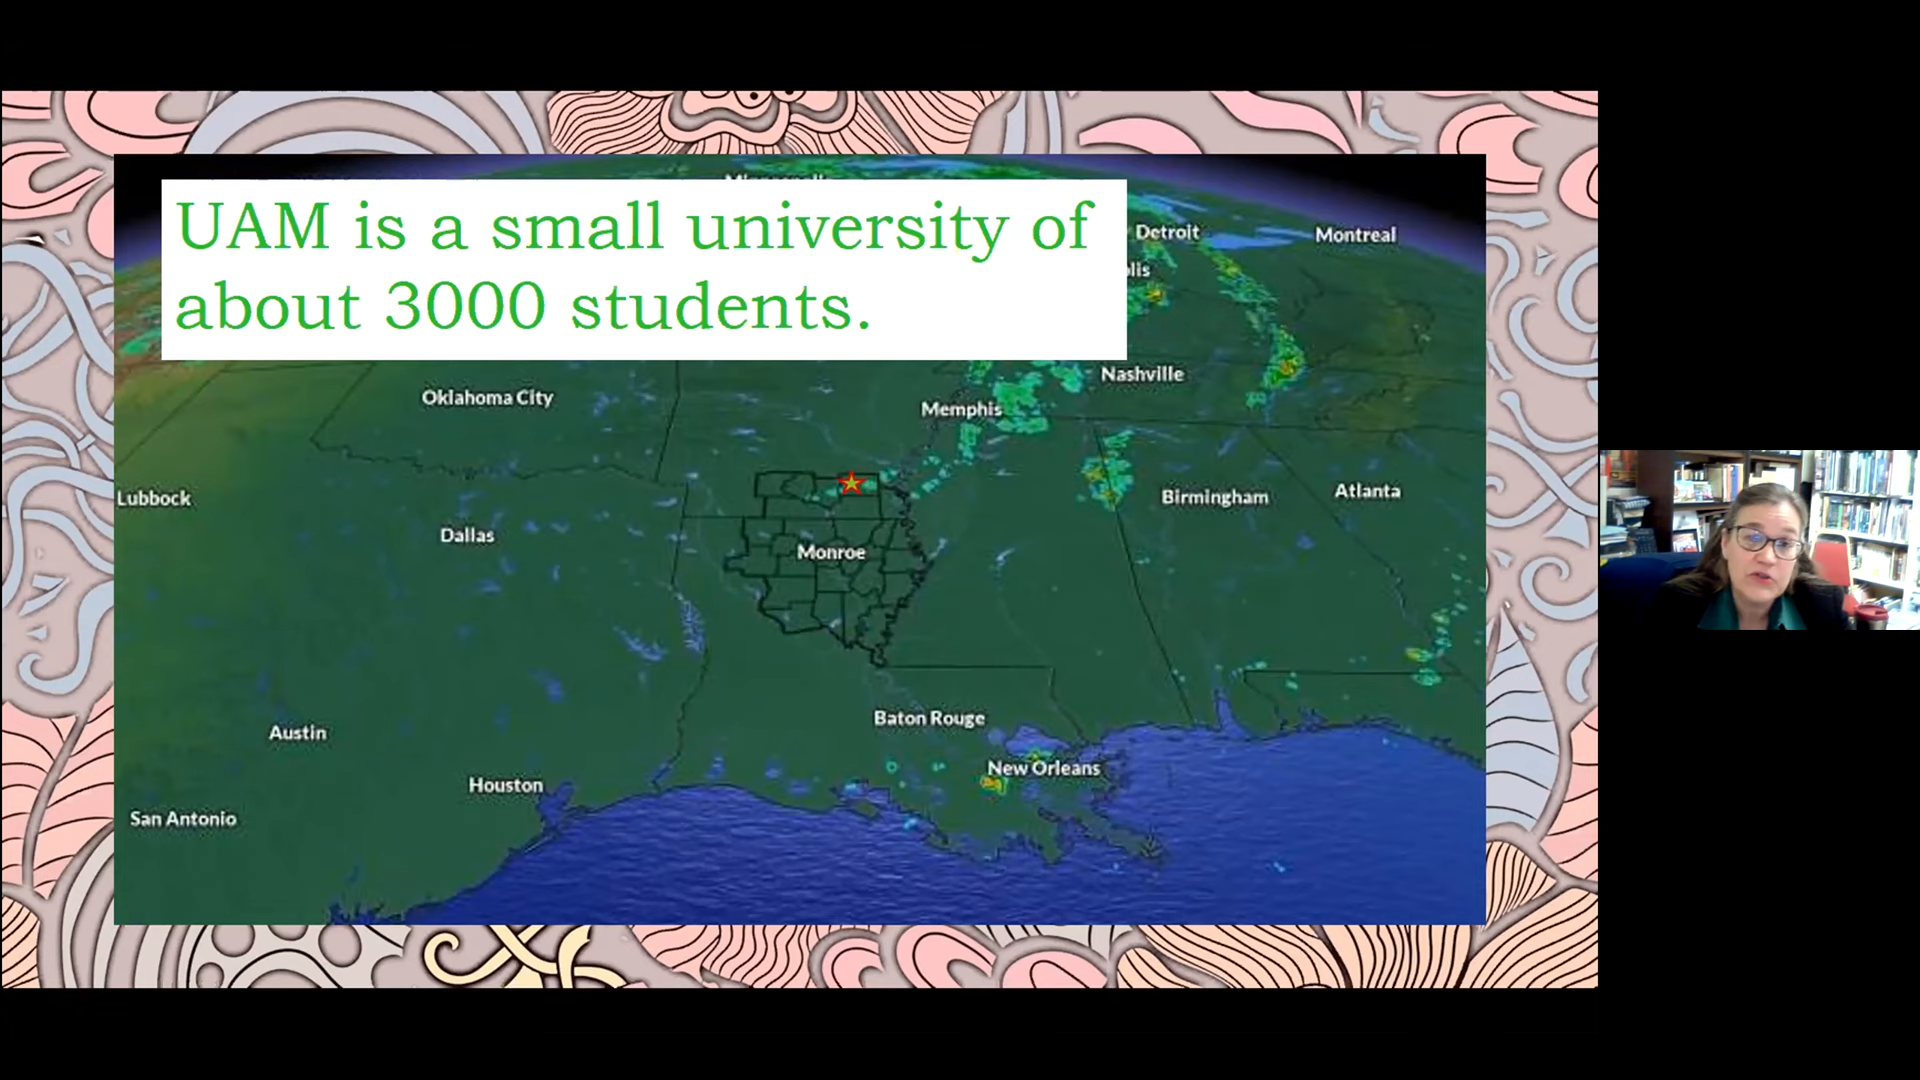 UAM is a small university of
about 3000 students.
Detroit
Montreal
Nashville
Oklahoma City
Memphis
Lubbock
Birmingham
Atlanta
Dallas
Monroe
Baton Rouge
Austin
New Orleans
Houston
San Antonio